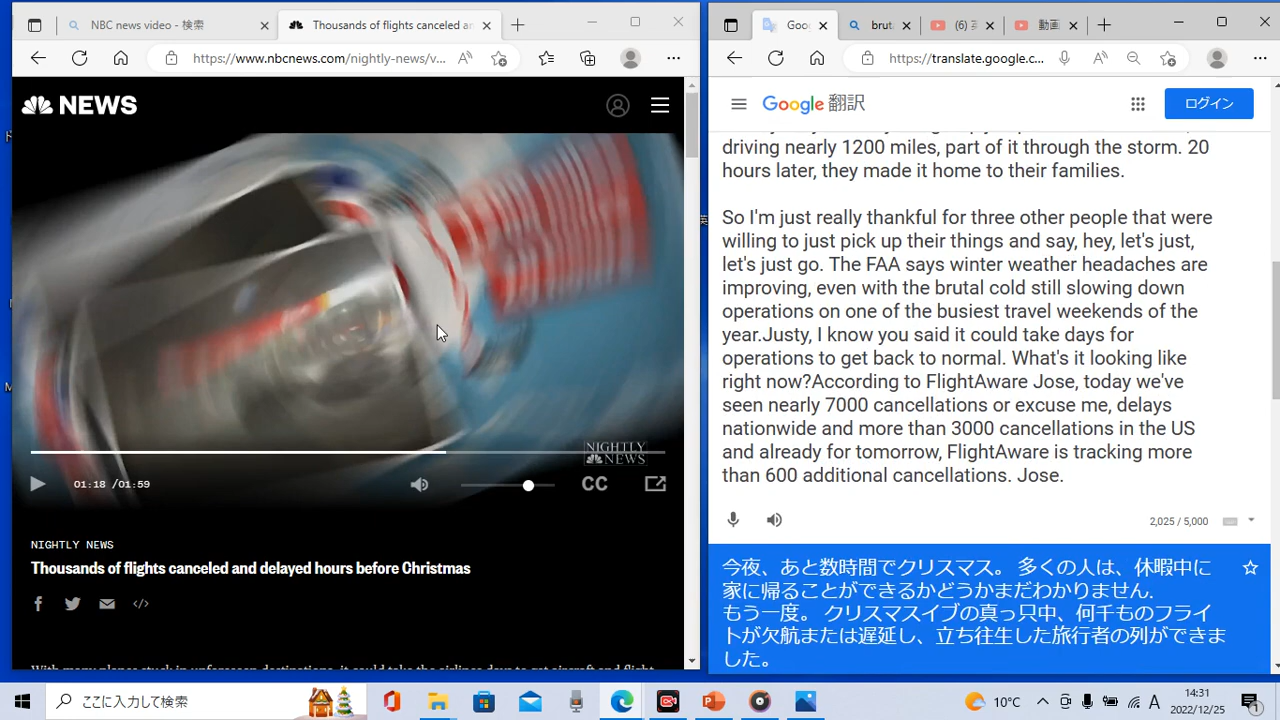 NBC news video - 検索
Thousands of flights canceled an
https://www.nbcnews.com/nightly-news/v...
NEWS
NIGHTLY
NEWS
01:18 /01:59
CC
NIGHTLY NEWS
Thousands of flights canceled and delayed hours before Christmas
Goo
brut
動画
https://translate.google.c...
Google 翻訳
ログイン
driving nearly 1200 miles, part of it through the storm. 20
hours later, they made it home to their families.
So I'm just really thankful for three other people that were
willing to just pick up their things and say, hey, let's just,
let's just go. The FAA says winter weather headaches are
improving, even with the brutal cold still slowing down
operations on one of the busiest travel weekends of the
year.Justy, I know you said it could take days for
operations to get back to normal. What's it looking like
right now?According to FlightAware Jose, today we've
seen nearly 7000 cancellations or excuse me, delays
nationwide and more than 3000 cancellations in the US
and already for tomorrow, FlightAware is tracking more
than 600 additional cancellations. Jose.
2,025 / 5,000
今夜、あと数時間でクリスマス。 多くの人は、休暇中に
家に帰ることができるかどうかまだわかりません.
もう一度。 クリスマスイブの真っ只中、何千ものフライ
トが欠航または遅延し、立ち往生した旅行者の列ができま
した。
ここに入力して検索
10°C
A
14:31
2022/12/25